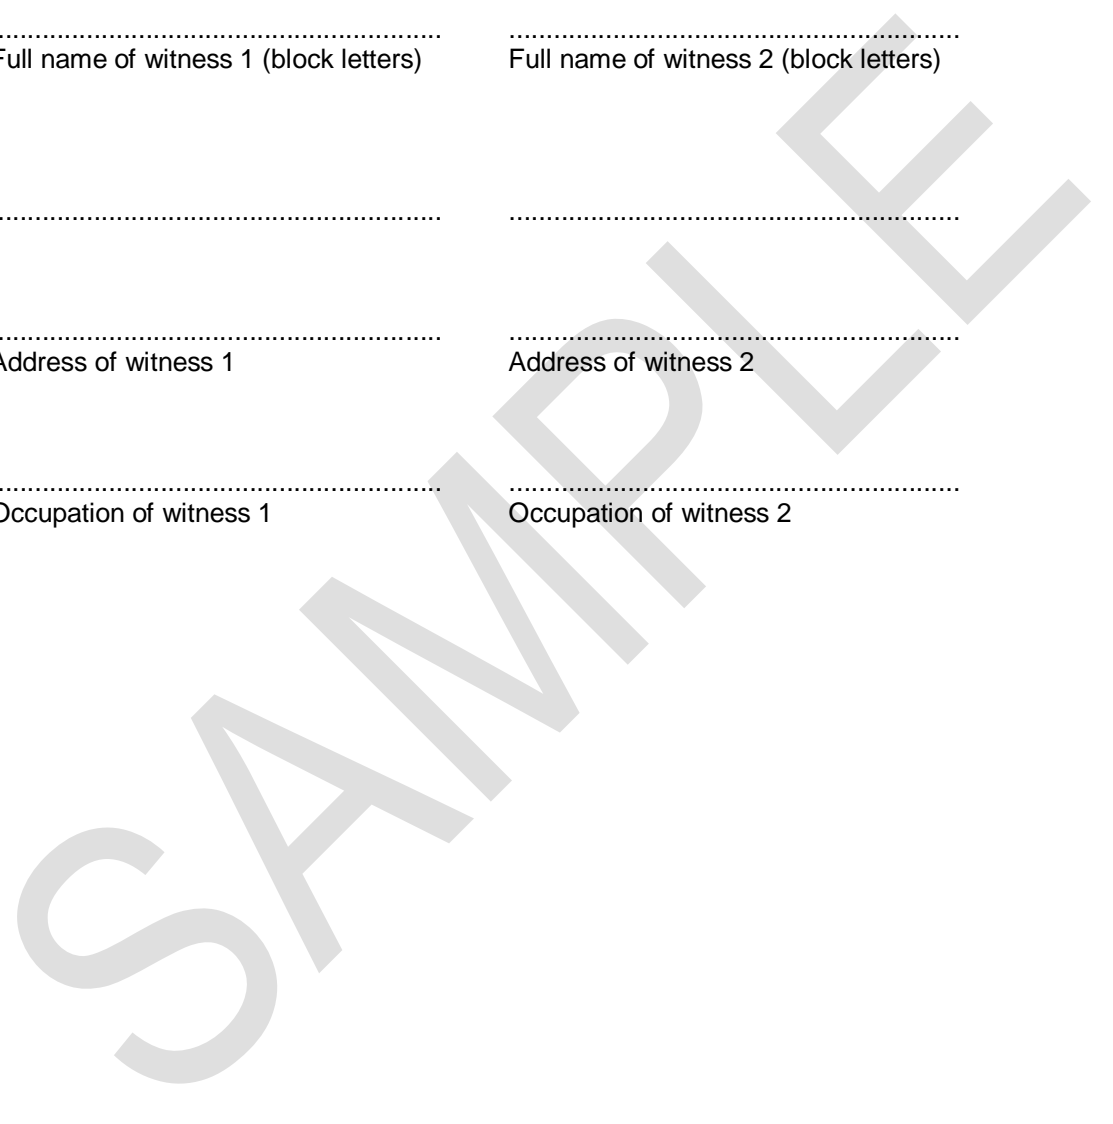 ........................................................... ............................................................
Full name of witness 1 (block letters) Full name of witness 2 (block letters)
........................................................... ............................................................
........................................................... ............................................................
Address of witness 1 Address of witness 2
........................................................... ............................................................
Occupation of witness 1 Occupation of witness 2
SAMPLE